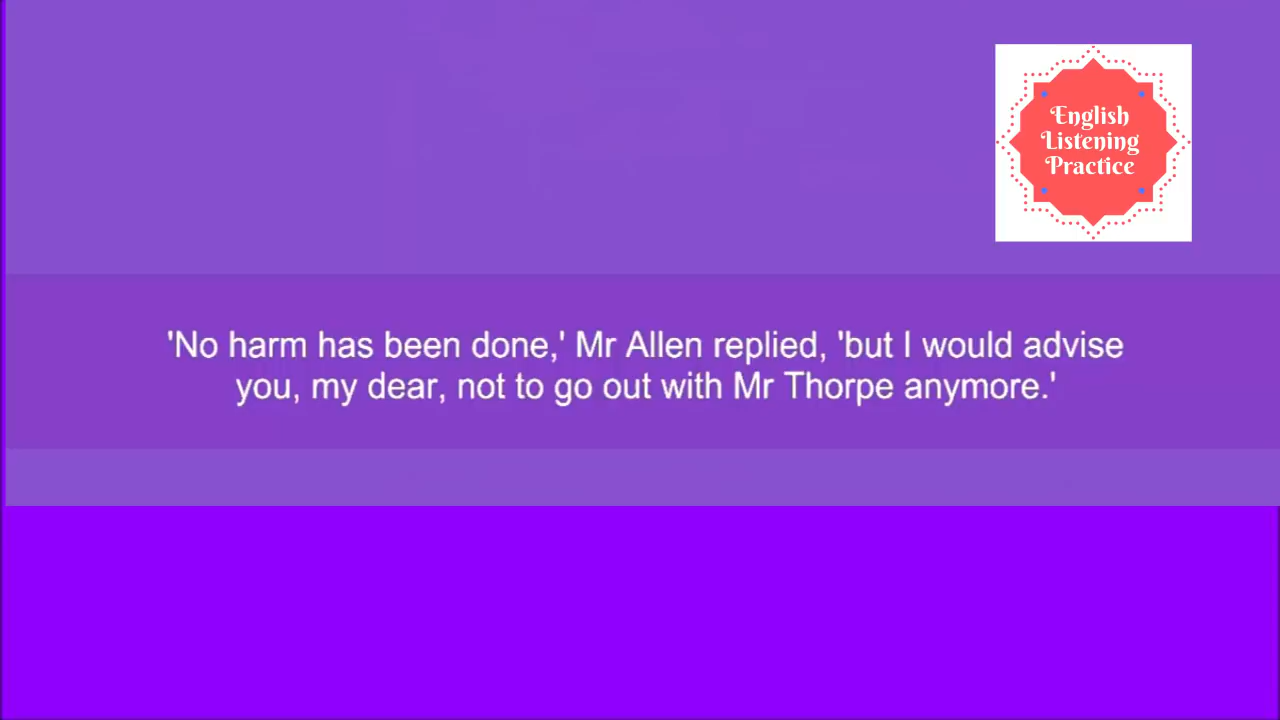 English
Listening
Practice
'No harm has been done,' Mr Allen replied, 'but I would advise
you, my dear, not to go out with Mr Thorpe anymore.'